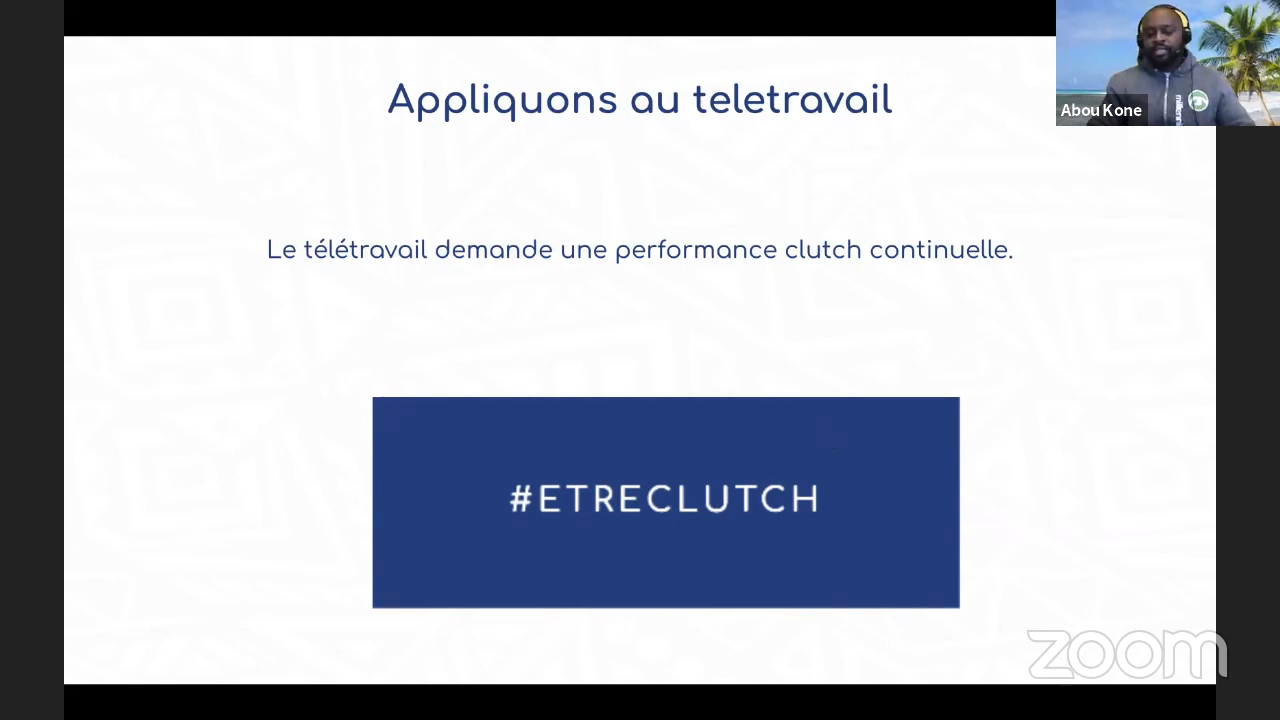 Appliquons au teletravail
Abou Kone
Le télétravail demande une performance clutch continuelle.
#ETRECLUTCH
zoom